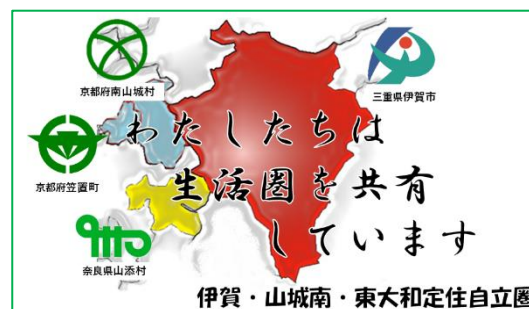 京都府南山城村
三重県伊賀市
わたしたちは
京都府笠置町
生活圏を共有
しています
奈良県山添村
伊賀・山城南・東大和定住自立圏